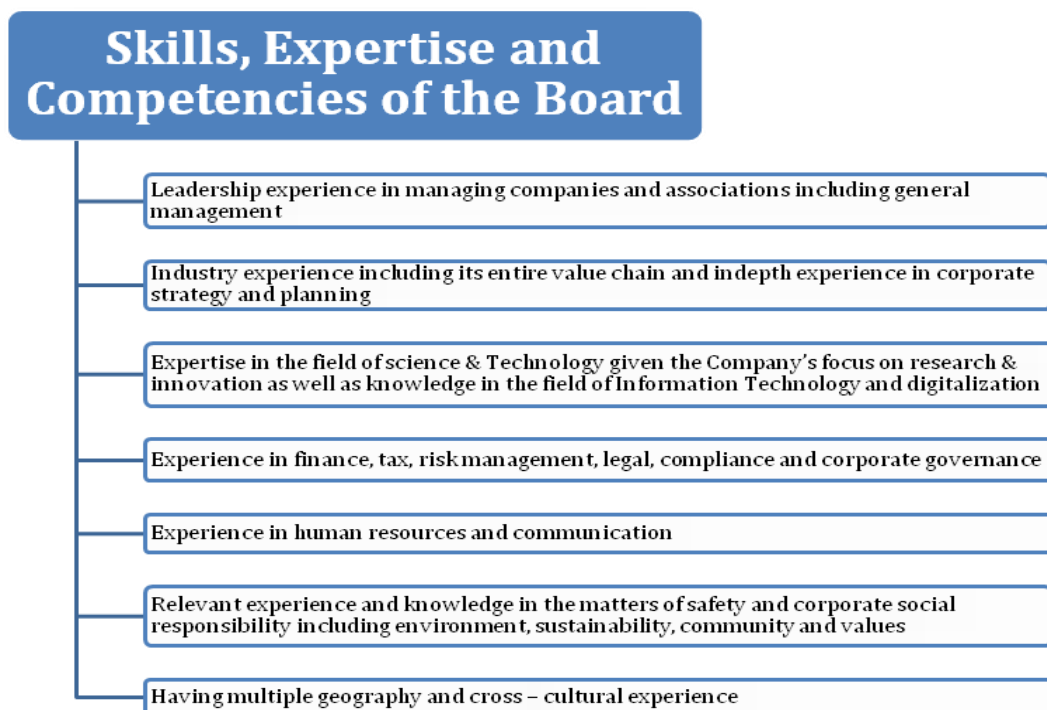 Skills, Expertise and
Competencies of the Board
Leadership experience in managing companies and associations including general
management
Industry experience including its entire value chain and indepth experience in corporate
strategy and planning
Expertise in the field of science & Technology given the Company’s focus on research &
innovation as well as knowledge in the field of Information Technology and digitalization
Experience in finance, tax, risk management, legal, compliance and corporate governance
Experience in human resources and communication
Relevant experience and knowledge in the matters of safety and corporate social
responsibility including environment, sustainability, community and values
Having multiple geography and cross – cultural experience